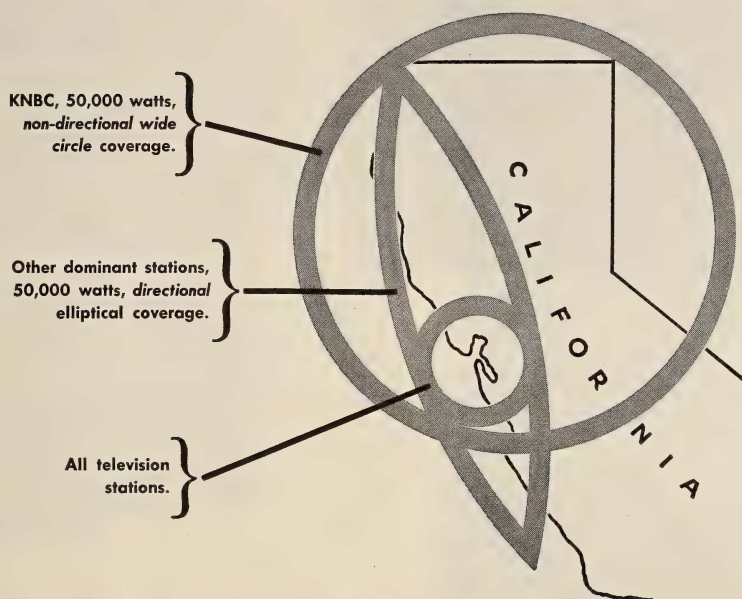 KNBC, 50,000 watts,
non-directional wide
circle coverage.
Other dominant stations,
50,000 watts, directional
elliptical coverage.
All television
stations.
CALIFORNIA